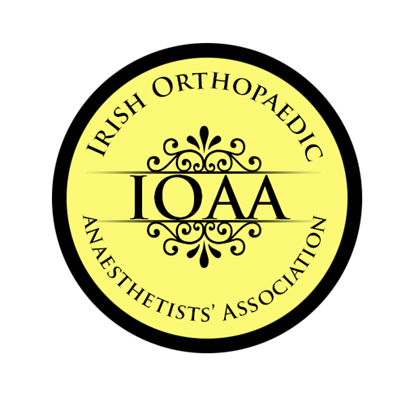 IRISH ORTHOPAEDIC
IOAA
ANAESTHETISTS' ASSOCIATION